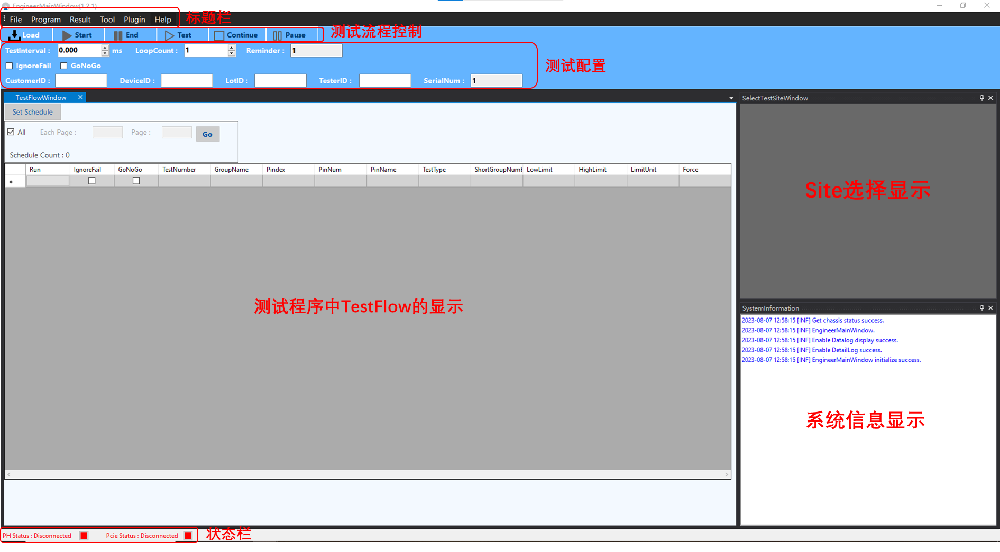 EngineerMainWindow(1.2.1)
File Program Result Tool Plugin Help 标题栏
Load Start End Test Continue Pause 测试流程控制
TestInterval : 0.000 ms LoopCount : 1 Reminder : 1
IgnoreFail GoNoGo 测试配置
CustomerID : DeviceID : LotID : TesterID : SerialNum : 1
TestFlowWindow
Set Schedule
All Each Page : Page : Go
Schedule Count : 0
Run IgnoreFail GoNoGo TestNumber GroupName Pindex PinNum PinName TestType ShortGroupNumb LowLimit HighLimit LimitUnit Force
测试程序中TestFlow的显示
SelectTestSiteWindow
Site选择显示
SystemInformation
2023-08-07 12:58:15 [INF] Get chassis status success.
2023-08-07 12:58:15 [INF] EngineerMainWindow.
2023-08-07 12:58:15 [INF] Enable Datalog display success.
2023-08-07 12:58:15 [INF] Enable DetailLog success.
2023-08-07 12:58:15 [INF] EngineerMainWindow initialize success.
系统信息显示
PH Status : Disconnected Pcie Status : Disconnected 状态栏